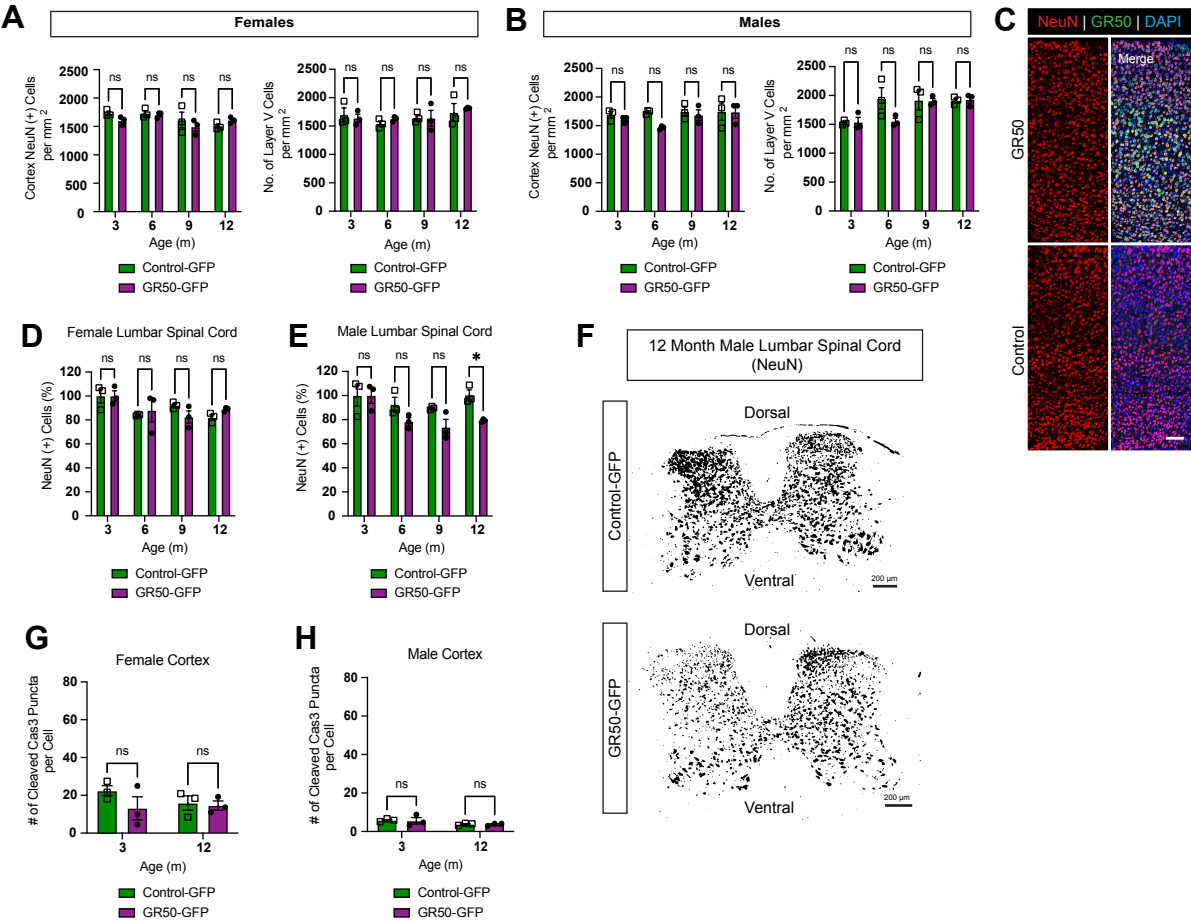 A
Females
Cortex NeuN (+) Cells
per mm 2
2500
2000
1500
1000
500
0
ns
ns
ns
ns
3
6
9
12
Age (m)
Control-GFP
GR50-GFP
No. of Layer V Cells
per mm 2
2500
2000
1500
1000
500
0
ns
ns
ns
ns
3
6
9
12
Age (m)
Control-GFP
GR50-GFP
B
Males
Cortex NeuN (+) Cells
per mm 2
2500
2000
1500
1000
500
0
ns
ns
ns
ns
3
6
9
12
Age (m)
Control-GFP
GR50-GFP
No. of Layer V Cells
per mm 2
2500
2000
1500
1000
500
0
ns
ns
ns
ns
3
6
9
12
Age (m)
Control-GFP
GR50-GFP
C
NeuN | GR50 | DAPI
Merge
GR50
Control
D
Female Lumbar Spinal Cord
NeuN (+) Cells (%)
120
100
80
60
40
20
0
ns
ns
ns
ns
3
6
9
12
Age (m)
Control-GFP
GR50-GFP
E
Male Lumbar Spinal Cord
NeuN (+) Cells (%)
120
100
80
60
40
20
0
ns
ns
ns
*
3
6
9
12
Age (m)
Control-GFP
GR50-GFP
F
12 Month Male Lumbar Spinal Cord
(NeuN)
Control-GFP
Dorsal
Ventral
200 µm
GR50-GFP
Dorsal
Ventral
200 µm
G
Female Cortex
# of Cleaved Cas3 Puncta
per Cell
80
60
40
20
0
ns
ns
3
12
Age (m)
Control-GFP
GR50-GFP
H
Male Cortex
# of Cleaved Cas3 Puncta
per Cell
80
60
40
20
0
ns
ns
3
12
Age (m)
Control-GFP
GR50-GFP